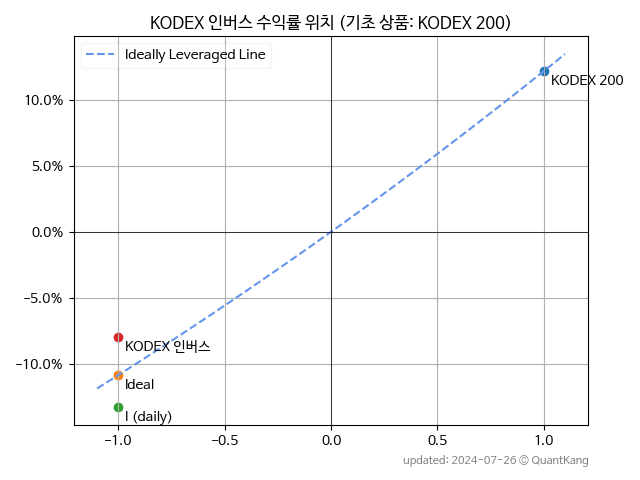 KODEX 인버스 수익률 위치 (기초 상품: KODEX 200)
Ideally Leveraged Line
KODEX 200
10.0%
5.0%
0.0%
−5.0%
KODEX 인버스
−10.0%
Ideal
I (daily)
−1.0 −0.5 0.0 0.5 1.0
updated: 2024-07-26 © QuantKang